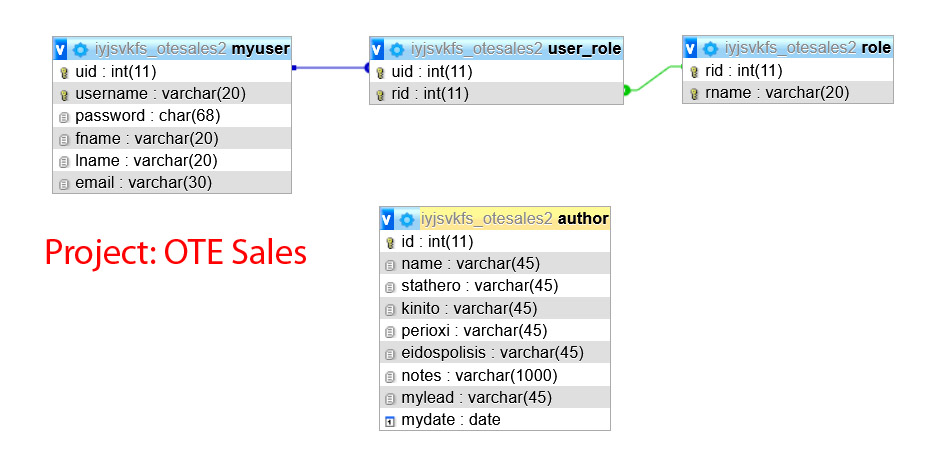 v iyjsvkfs_otesales2 myuser
uid : int(11)
username : varchar(20)
password : char(68)
fname : varchar(20)
lname : varchar(20)
email : varchar(30)
v iyjsvkfs_otesales2 user_role
uid : int(11)
rid : int(11)
v iyjsvkfs_otesales2 role
rid : int(11)
rname : varchar(20)
Project: OTE Sales
v iyjsvkfs_otesales2 author
id : int(11)
name : varchar(45)
stathero : varchar(45)
kinito : varchar(45)
perioxi : varchar(45)
eidospolisis : varchar(45)
notes : varchar(1000)
mylead : varchar(45)
mydate : date